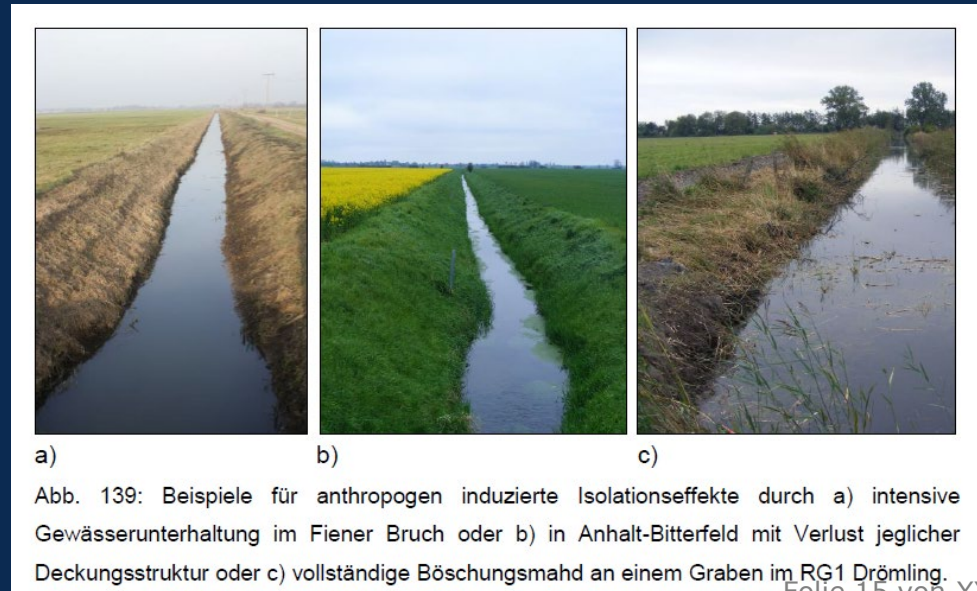 a) b) c)
Abb. 139: Beispiele für anthropogen induzierte Isolationseffekte durch a) intensive
Gewässerunterhaltung im Fiener Bruch oder b) in Anhalt-Bitterfeld mit Verlust jeglicher
Deckungsstruktur oder c) vollständige Böschungsmahd an einem Graben im RG1 Drömling.
Folie 15 von